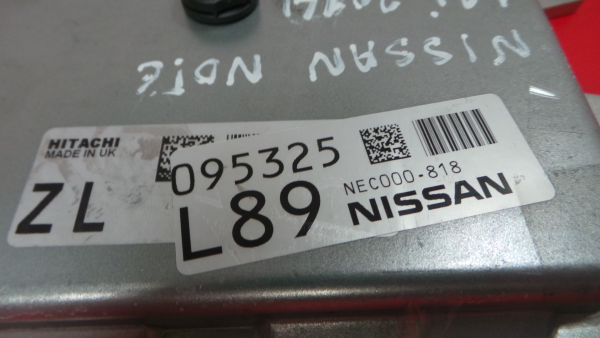 NISSAN NOTE
HITACHI
MADE IN UK
ZL
095325
L89
NEC000-818
NISSAN